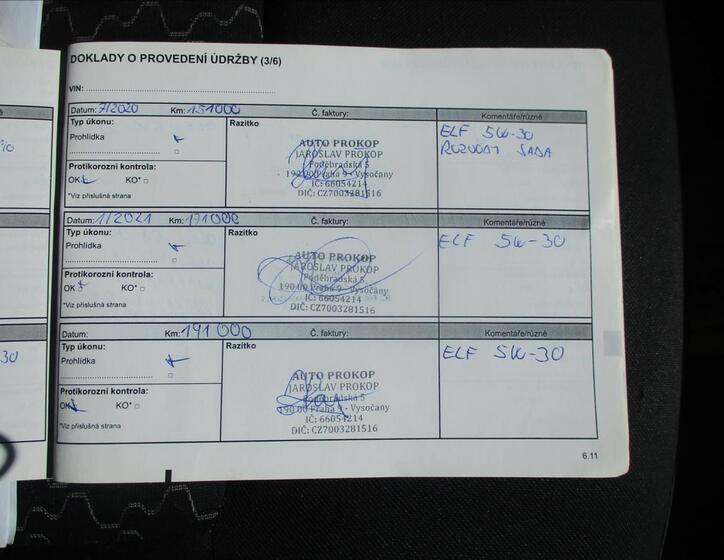 DOKLADY O PROVEDENÍ ÚDRŽBY (3/6)
VIN:
Datum: 7/2020 Km: 151000 Č. faktury: Komentáře/různé
Typ úkonu: Razítko ELF 5W-30
Prohlídka ROZVODY SADA
AUTO PROKOP
JAROSLAV PROKOP
Poděbradská 5
190 00 Praha 9 - Vysočany
IČ: 66054214
DIČ: CZ7003281516
Protikorozní kontrola:
OK KO*
*Viz příslušná strana
Datum: 1/2021 Km: 171000 Č. faktury: Komentáře/různé
Typ úkonu: Razítko ELF 5W-30
Prohlídka
AUTO PROKOP
JAROSLAV PROKOP
Poděbradská 5
190 00 Praha 9 - Vysočany
IČ: 66054214
DIČ: CZ7003281516
Protikorozní kontrola:
OK KO*
*Viz příslušná strana
Datum: Km: 191000 Č. faktury: Komentáře/různé
Typ úkonu: Razítko ELF 5W-30
Prohlídka
AUTO PROKOP
JAROSLAV PROKOP
Poděbradská 5
190 00 Praha 9 - Vysočany
IČ: 66054214
DIČ: CZ7003281516
Protikorozní kontrola:
OK KO*
*Viz příslušná strana
30
6.11